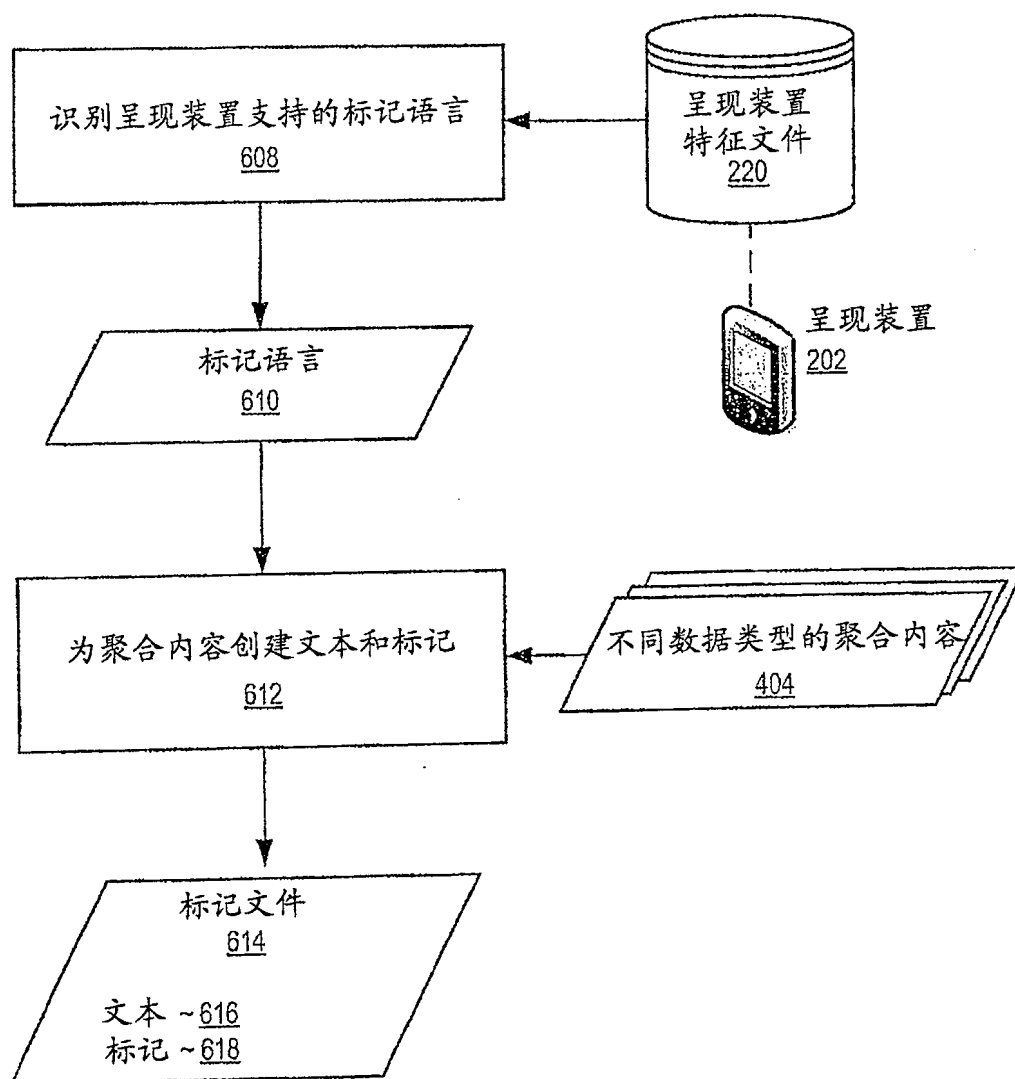 识别呈现装置支持的标记语言
608
呈现装置
特征文件
220
呈现装置
202
标记语言
610
为聚合内容创建文本和标记
612
不同数据类型的聚合内容
404
标记文件
614
文本 ~616
标记 ~618